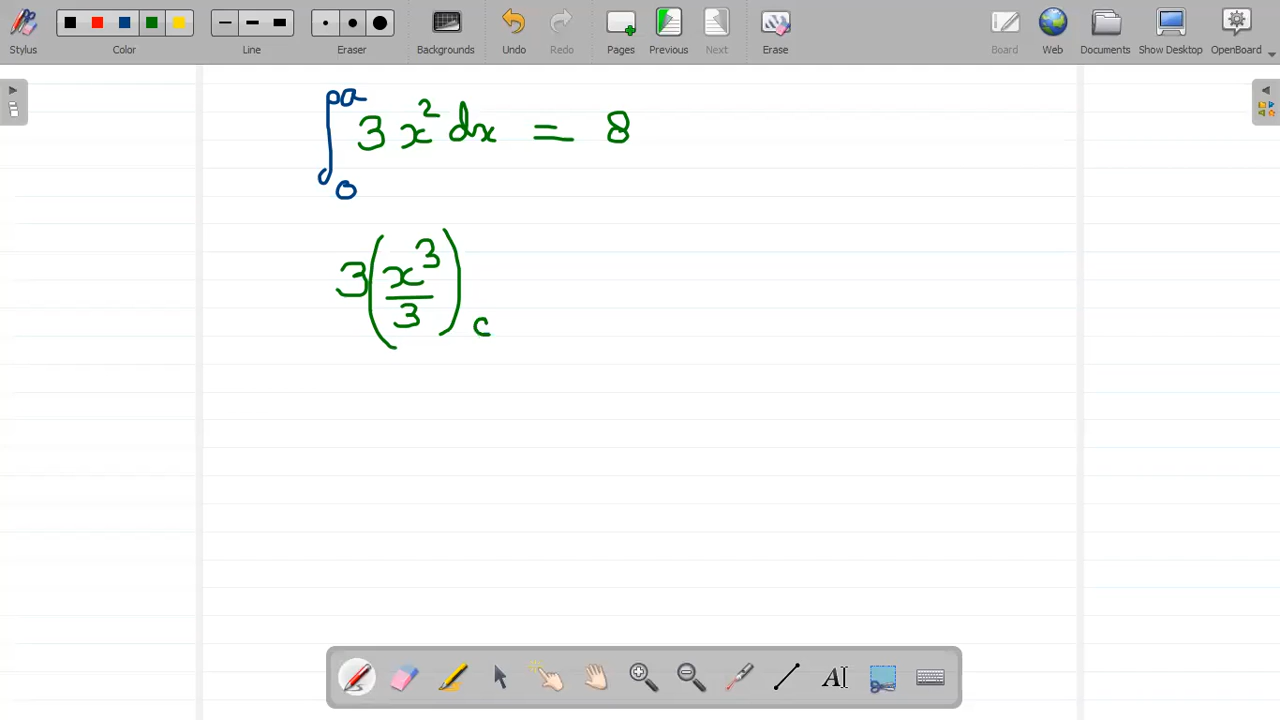 Stylus Color Line Eraser Backgrounds Undo Redo Pages Previous Next Erase Board Web Documents Show Desktop OpenBoard
∫₀ᵃ 3x² dx = 8
3(x³/3)c